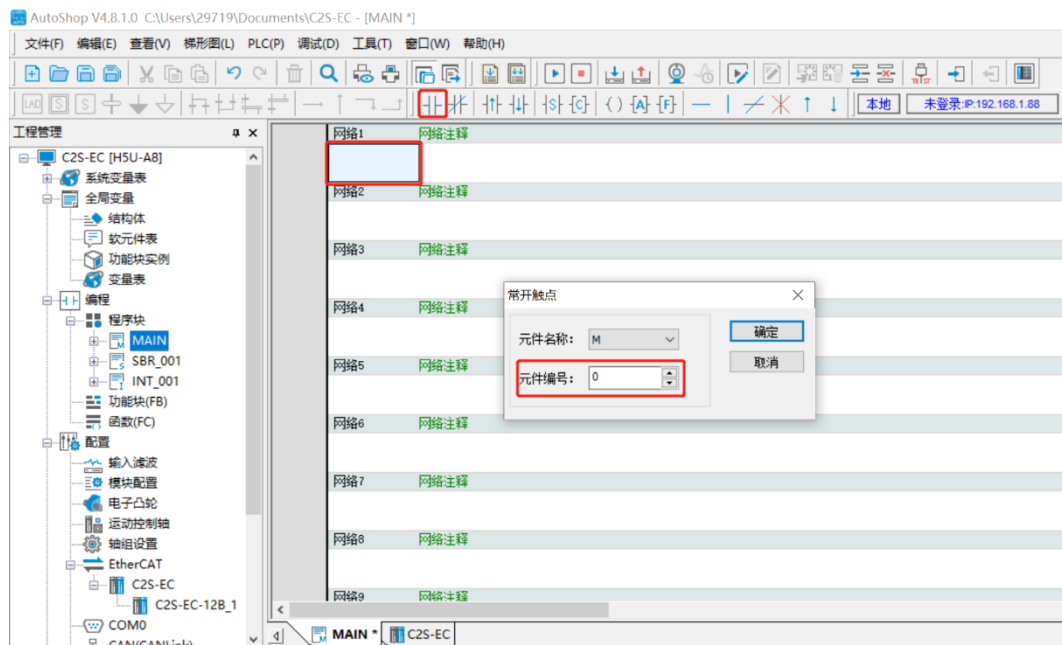 AutoShop V4.8.1.0 C:\Users\29719\Documents\C2S-EC - [MAIN *]
文件(F) 编辑(E) 查看(V) 梯形图(L) PLC(P) 调试(D) 工具(T) 窗口(W) 帮助(H)
LAD S S {S} {C} ( ) {A} {F} 本地 未登录:IP:192.168.1.88
工程管理
C2S-EC [H5U-A8]
系统变量表
全局变量
结构体
软元件表
功能块实例
变量表
编程
程序块
MAIN
SBR_001
INT_001
功能块(FB)
函数(FC)
配置
输入滤波
模块配置
电子凸轮
运动控制轴
轴组设置
EtherCAT
C2S-EC
C2S-EC-12B_1
COM0
CAN(CANLink)
网络1 网络注释
网络2 网络注释
网络3 网络注释
网络4 网络注释
网络5 网络注释
网络6 网络注释
网络7 网络注释
网络8 网络注释
网络9 网络注释
常开触点
元件名称: M
确定
元件编号: 0
取消
MAIN * C2S-EC